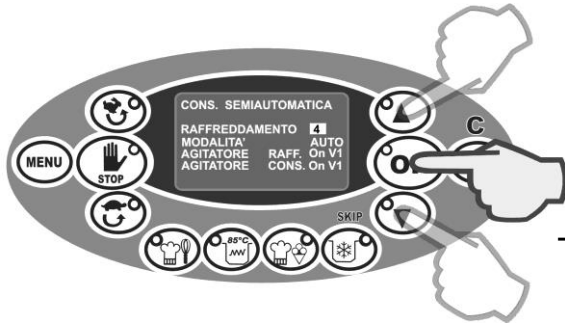 CONS. SEMIAUTOMATICA
RAFFREDDAMENTO 4
MODALITA' AUTO
AGITATORE RAFF. On V1
AGITATORE CONS. On V1
C
MENU
STOP
85°C
SKIP